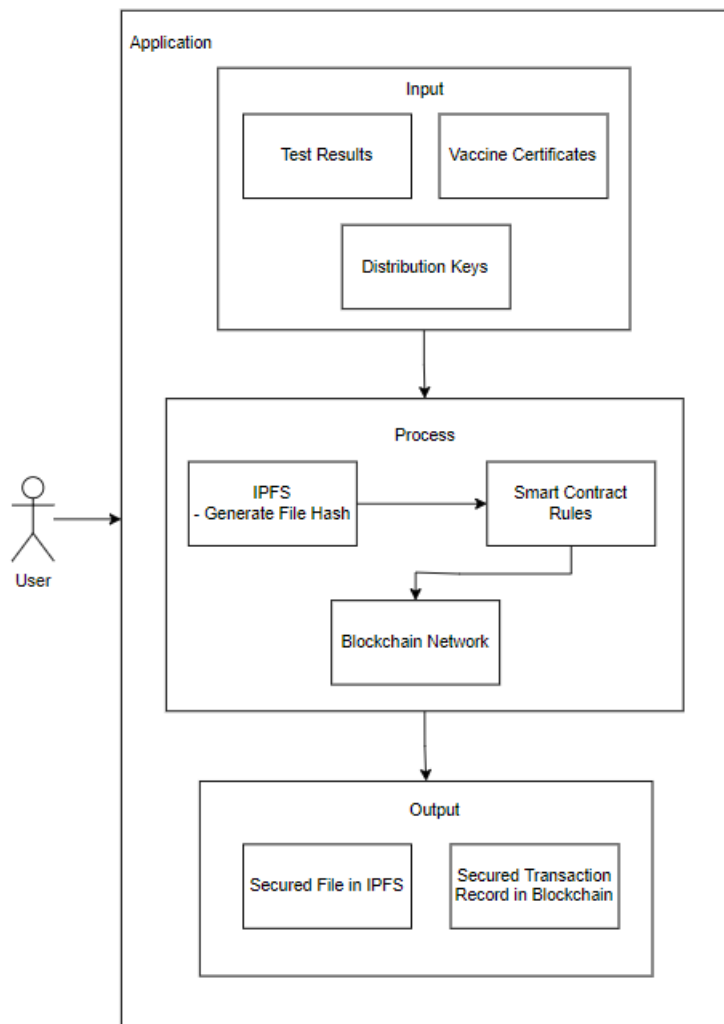 Application
Input
Test Results
Vaccine Certificates
Distribution Keys
Process
IPFS
- Generate File Hash
Smart Contract
Rules
Blockchain Network
User
Output
Secured File in IPFS
Secured Transaction
Record in Blockchain